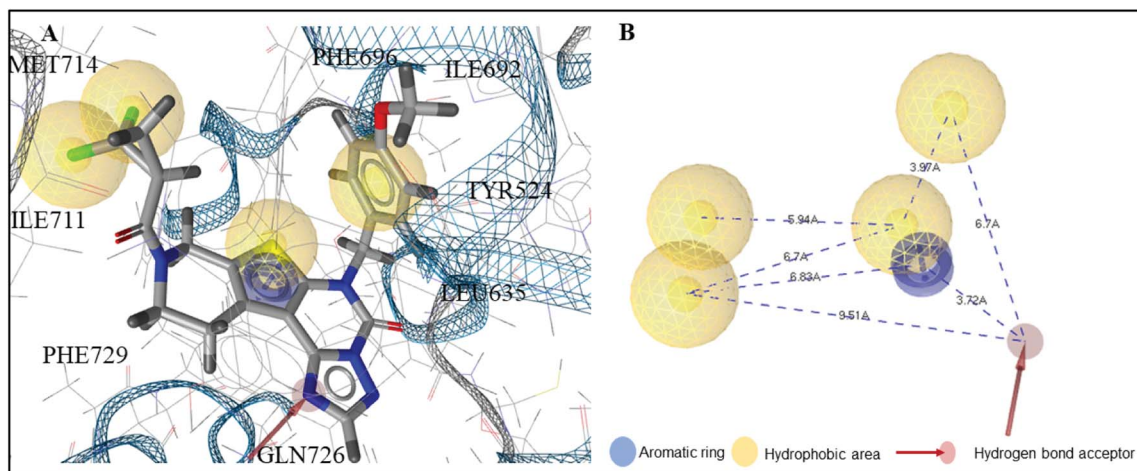 A
MET714
PHE696
ILE692
TYR524
ILE711
LEU635
PHE729
GLN726
B
3.97A
5.94A
6.7A
6.7A
6.83A
3.72A
9.51A
Aromatic ring
Hydrophobic area
Hydrogen bond acceptor